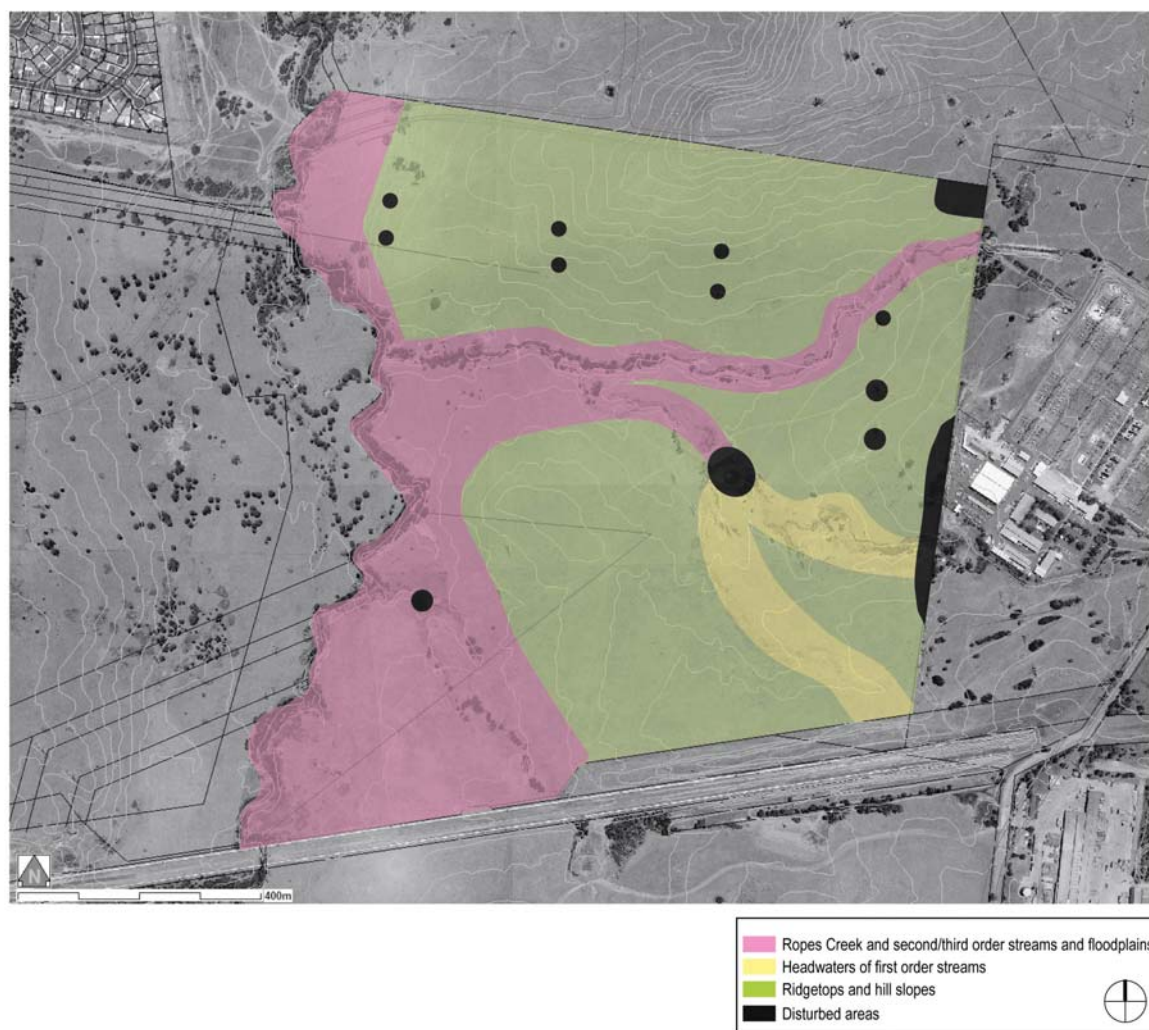 N
400m
Ropes Creek and second/third order streams and floodplains
Headwaters of first order streams
Ridgetops and hill slopes
Disturbed areas